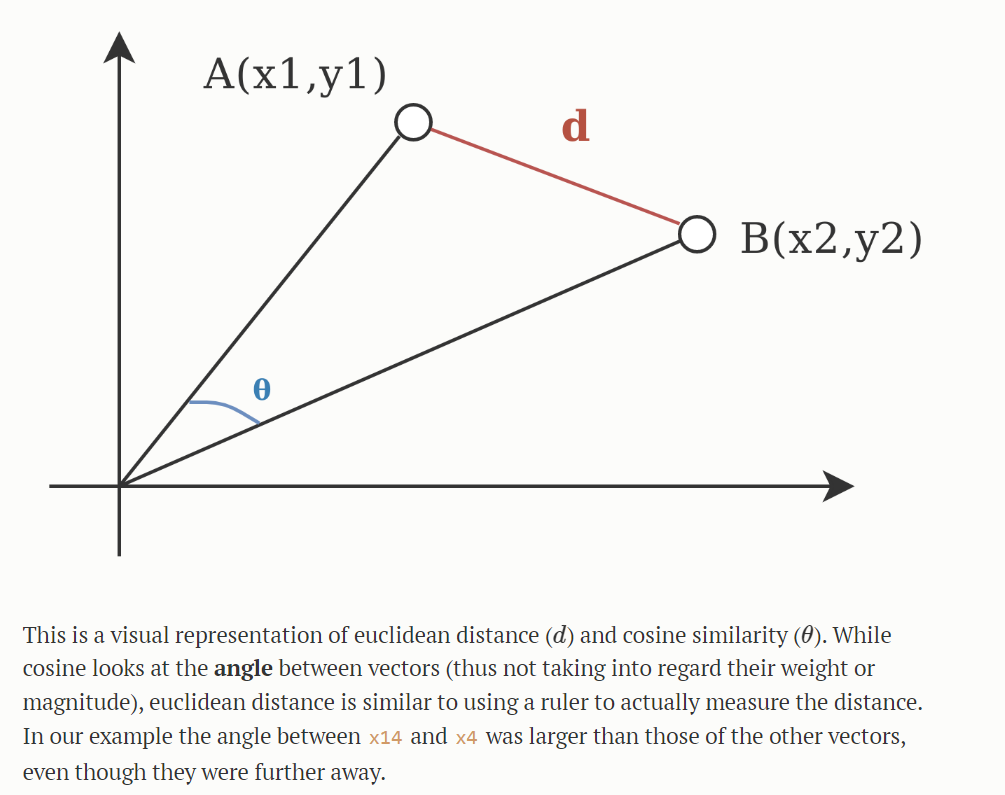 A(x1,y1)
d
B(x2,y2)
θ
This is a visual representation of euclidean distance (d) and cosine similarity (θ). While
cosine looks at the angle between vectors (thus not taking into regard their weight or
magnitude), euclidean distance is similar to using a ruler to actually measure the distance.
In our example the angle between x14 and x4 was larger than those of the other vectors,
even though they were further away.